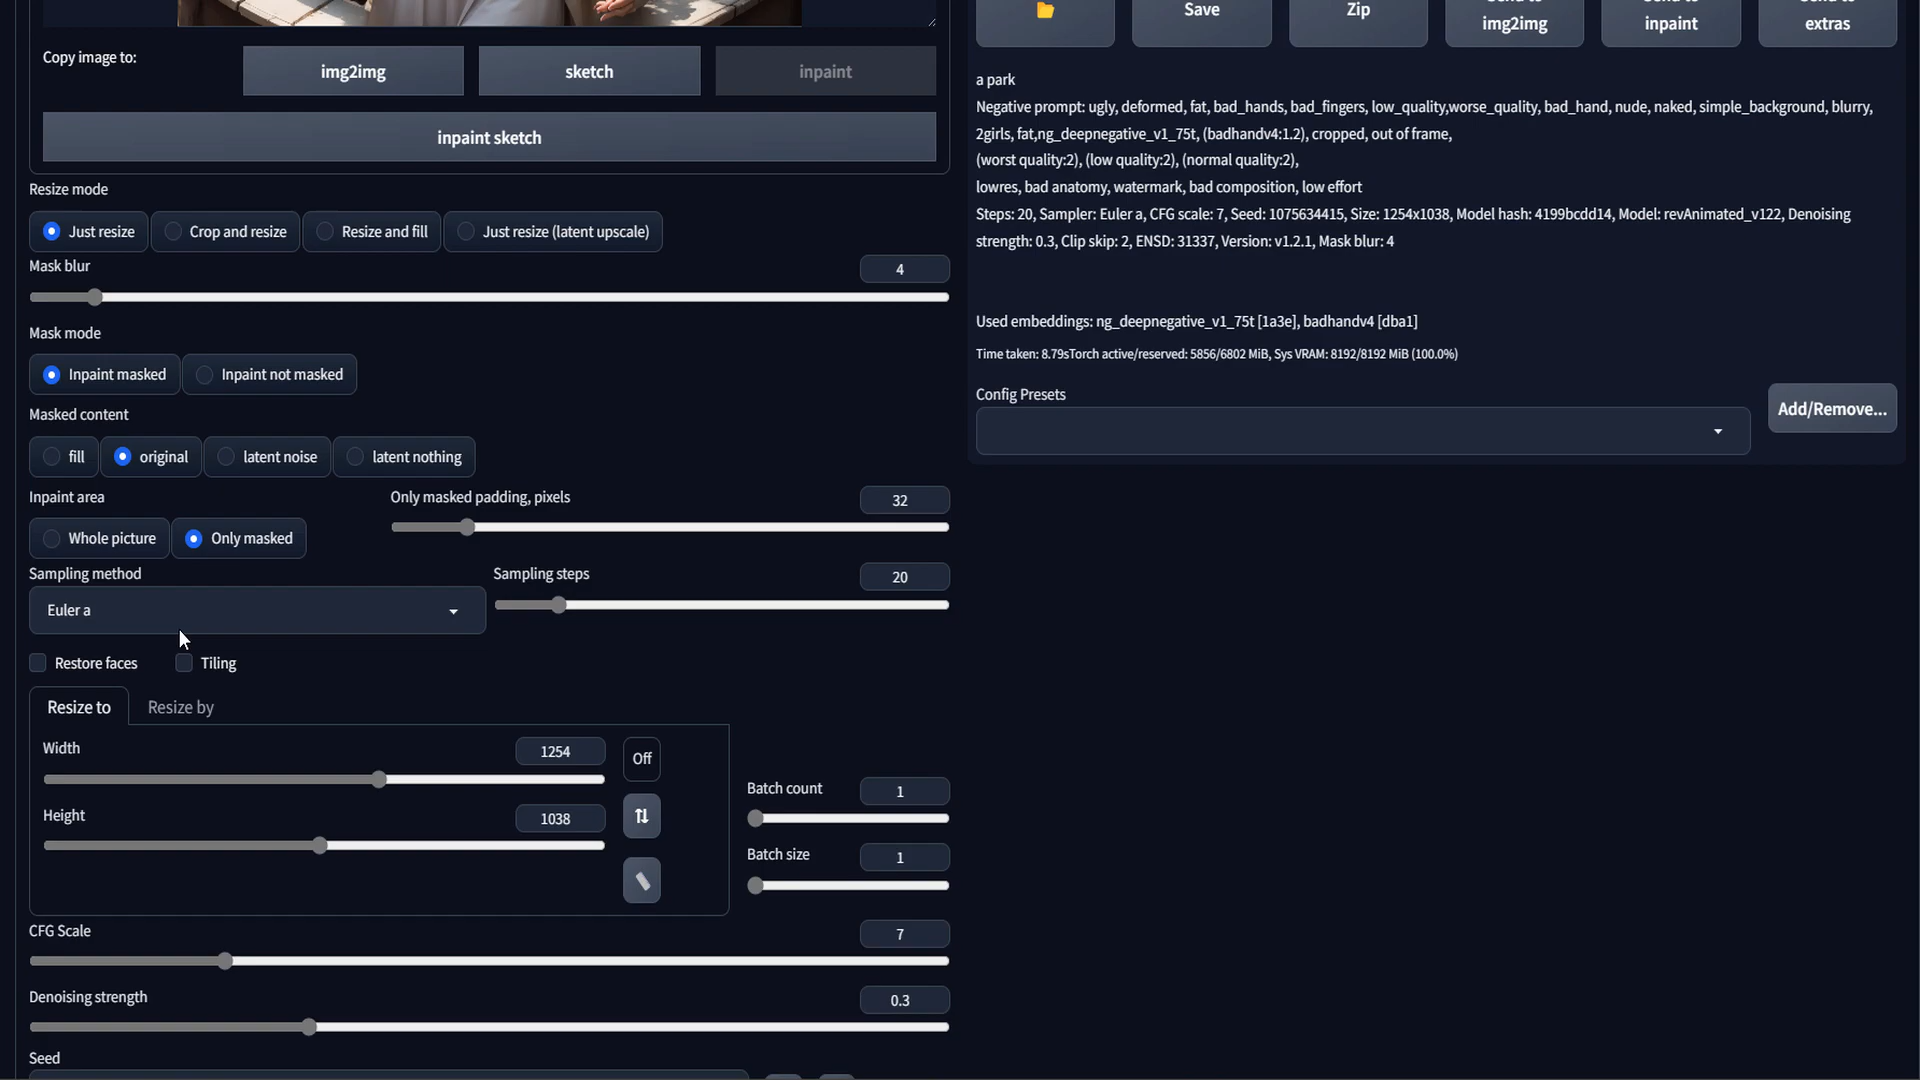 Copy image to:
img2img
sketch
inpaint
inpaint sketch
Resize mode
Just resize
Crop and resize
Resize and fill
Just resize (latent upscale)
Mask blur
4
Mask mode
Inpaint masked
Inpaint not masked
Masked content
fill
original
latent noise
latent nothing
Inpaint area
Whole picture
Only masked
Only masked padding, pixels
32
Sampling method
Euler a
Sampling steps
20
Restore faces
Tiling
Resize to
Resize by
Width
1254
Height
1038
Off
Batch count
1
Batch size
1
CFG Scale
7
Denoising strength
0.3
Seed
Save
Zip
Send to
img2img
Send to
inpaint
Send to
extras
a park
Negative prompt: ugly, deformed, fat, bad_hands, bad_fingers, low_quality,worse_quality, bad_hand, nude, naked, simple_background, blurry,
2girls, fat,ng_deepnegative_v1_75t, (badhandv4:1.2), cropped, out of frame,
(worst quality:2), (low quality:2), (normal quality:2),
lowres, bad anatomy, watermark, bad composition, low effort
Steps: 20, Sampler: Euler a, CFG scale: 7, Seed: 1075634415, Size: 1254x1038, Model hash: 4199bcdd14, Model: revAnimated_v122, Denoising
strength: 0.3, Clip skip: 2, ENSD: 31337, Version: v1.2.1, Mask blur: 4
Used embeddings: ng_deepnegative_v1_75t [1a3e], badhandv4 [dba1]
Time taken: 8.79sTorch active/reserved: 5856/6802 MiB, Sys VRAM: 8192/8192 MiB (100.0%)
Config Presets
Add/Remove...